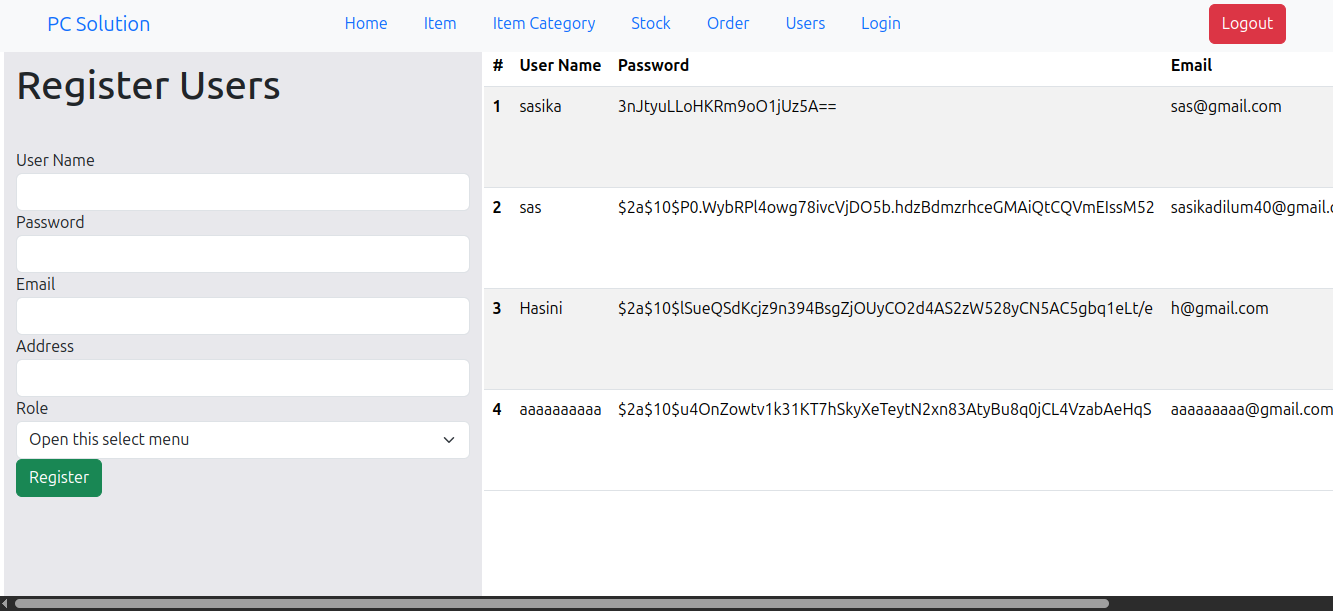 PC Solution Home Item Item Category Stock Order Users Login Logout
Register Users
User Name
Password
Email
Address
Role
Open this select menu
Register
# User Name Password Email
1 sasika 3nJtyuLLoHKRm9oO1jUz5A== sas@gmail.com
2 sas $2a$10$P0.WybRPl4owg78ivcVjDO5b.hdzBdmzrhceGMAiQtCQVmEIssM52 sasikadilum40@gmail.
3 Hasini $2a$10$lSueQSdKcjz9n394BsgZjOUyCO2d4AS2zW528yCN5AC5gbq1eLt/e h@gmail.com
4 aaaaaaaaaa $2a$10$u4OnZowtv1k31KT7hSkyXeTeytN2xn83AtyBu8q0jCL4VzabAeHqS aaaaaaaaa@gmail.com